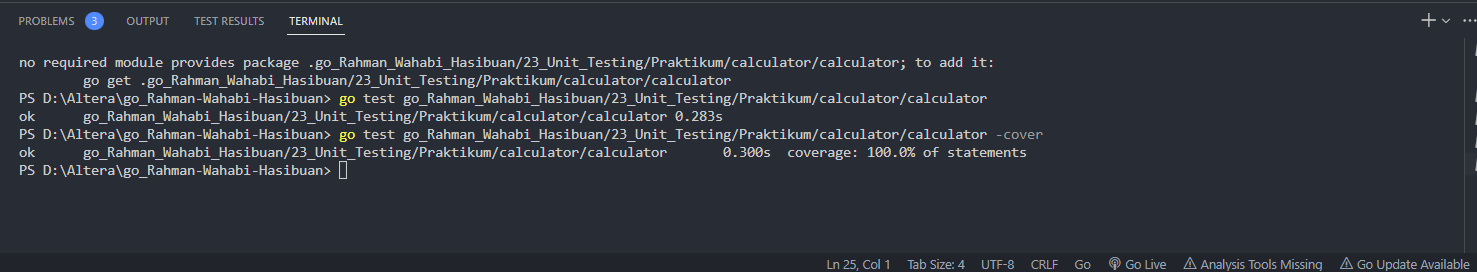 PROBLEMS 3 OUTPUT TEST RESULTS TERMINAL
no required module provides package .go_Rahman_Wahabi_Hasibuan/23_Unit_Testing/Praktikum/calculator/calculator; to add it:
go get .go_Rahman_Wahabi_Hasibuan/23_Unit_Testing/Praktikum/calculator/calculator
PS D:\Altera\go_Rahman-Wahabi-Hasibuan> go test go_Rahman_Wahabi_Hasibuan/23_Unit_Testing/Praktikum/calculator/calculator
ok go_Rahman_Wahabi_Hasibuan/23_Unit_Testing/Praktikum/calculator/calculator 0.283s
PS D:\Altera\go_Rahman-Wahabi-Hasibuan> go test go_Rahman_Wahabi_Hasibuan/23_Unit_Testing/Praktikum/calculator/calculator -cover
ok go_Rahman_Wahabi_Hasibuan/23_Unit_Testing/Praktikum/calculator/calculator 0.300s coverage: 100.0% of statements
PS D:\Altera\go_Rahman-Wahabi-Hasibuan>
Ln 25, Col 1 Tab Size: 4 UTF-8 CRLF Go Go Live Analysis Tools Missing Go Update Available